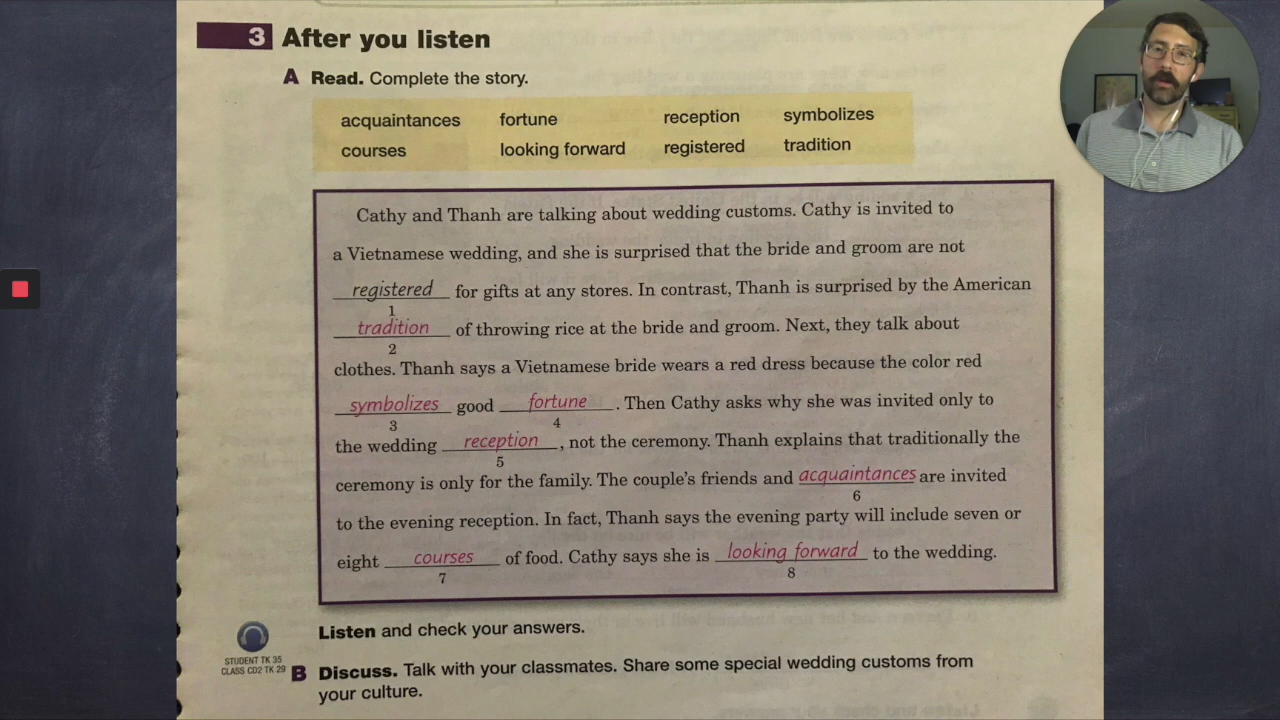 3 After you listen
A Read. Complete the story.
acquaintances fortune reception symbolizes
courses looking forward registered tradition
Cathy and Thanh are talking about wedding customs. Cathy is invited to
a Vietnamese wedding, and she is surprised that the bride and groom are not
registered for gifts at any stores. In contrast, Thanh is surprised by the American
1
tradition of throwing rice at the bride and groom. Next, they talk about
2
clothes. Thanh says a Vietnamese bride wears a red dress because the color red
symbolizes good fortune. Then Cathy asks why she was invited only to
3 4
the wedding reception, not the ceremony. Thanh explains that traditionally the
5
ceremony is only for the family. The couple's friends and acquaintances are invited
6
to the evening reception. In fact, Thanh says the evening party will include seven or
eight courses of food. Cathy says she is looking forward to the wedding.
7 8
Listen and check your answers.
STUDENT TK 35
CLASS CD2 TK 29
B Discuss. Talk with your classmates. Share some special wedding customs from
your culture.